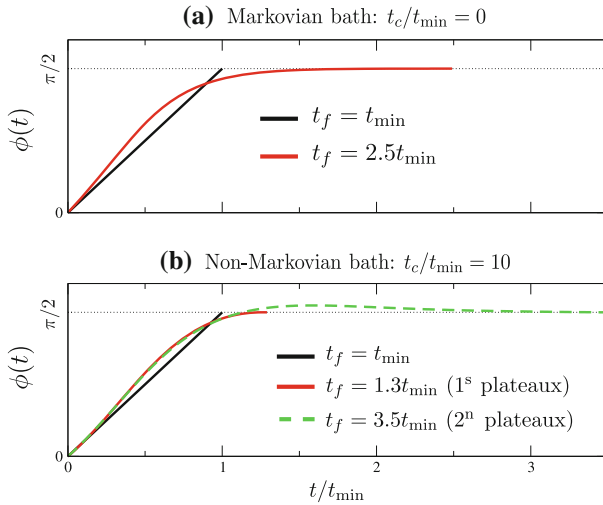 (a) Markovian bath: t_c/t_min = 0
π/2
ϕ(t)
0
t_f = t_min
t_f = 2.5t_min
(b) Non-Markovian bath: t_c/t_min = 10
π/2
ϕ(t)
0
t_f = t_min
t_f = 1.3t_min (1^s plateaux)
t_f = 3.5t_min (2^n plateaux)
0 1 2 3
t/t_min